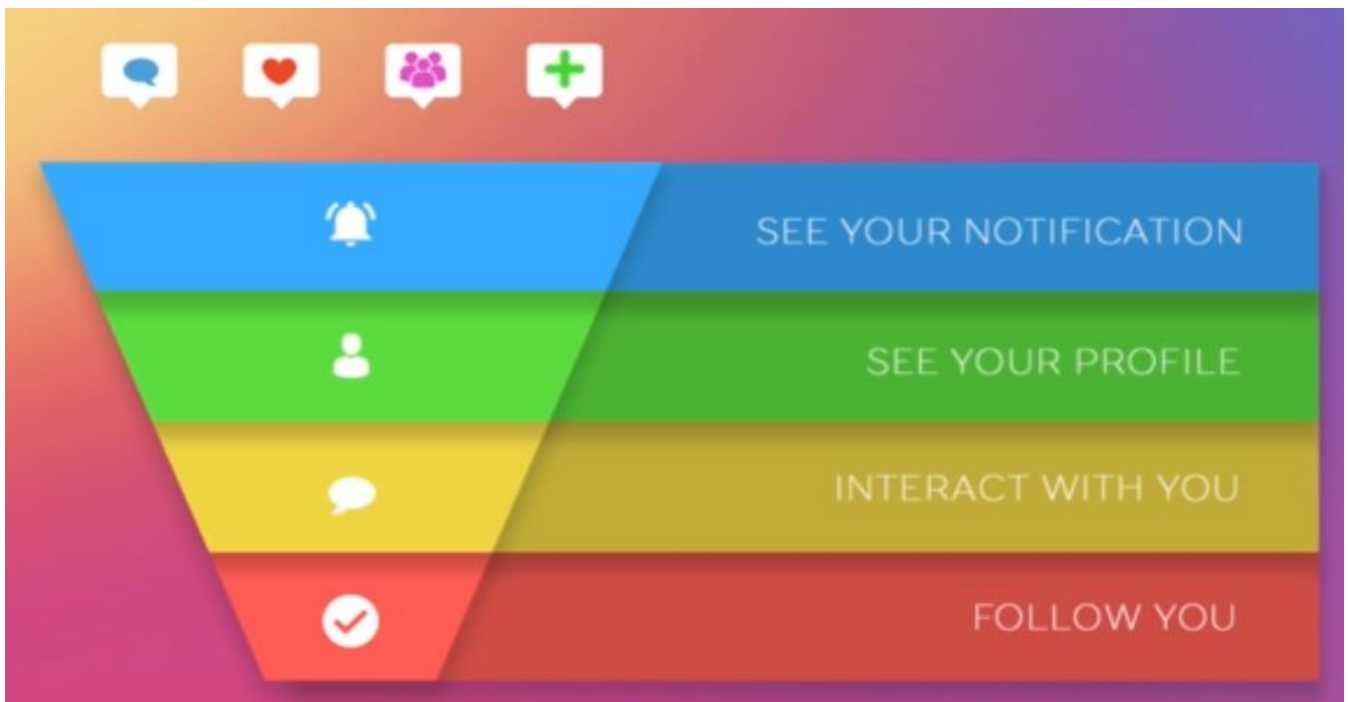 SEE YOUR NOTIFICATION
SEE YOUR PROFILE
INTERACT WITH YOU
FOLLOW YOU